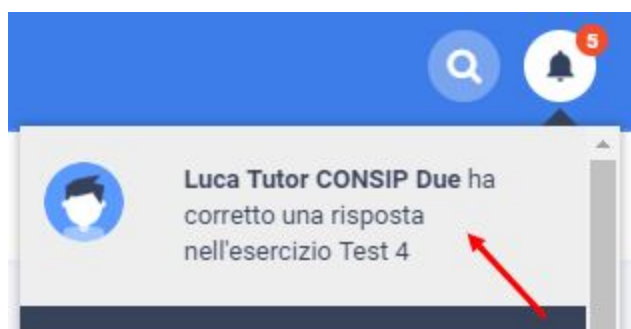 5
Luca Tutor CONSIP Due ha
corretto una risposta
nell'esercizio Test 4